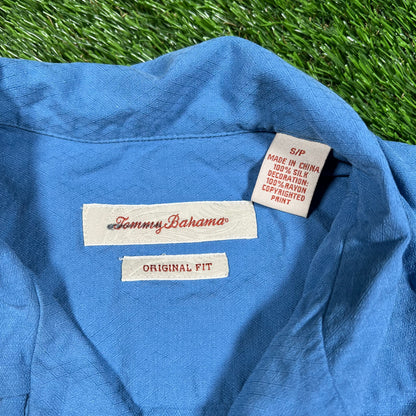 S/P
MADE IN CHINA
100% SILK
DECORATION:
100% RAYON
COPYRIGHTED
PRINT
Tommy Bahama®
ORIGINAL FIT